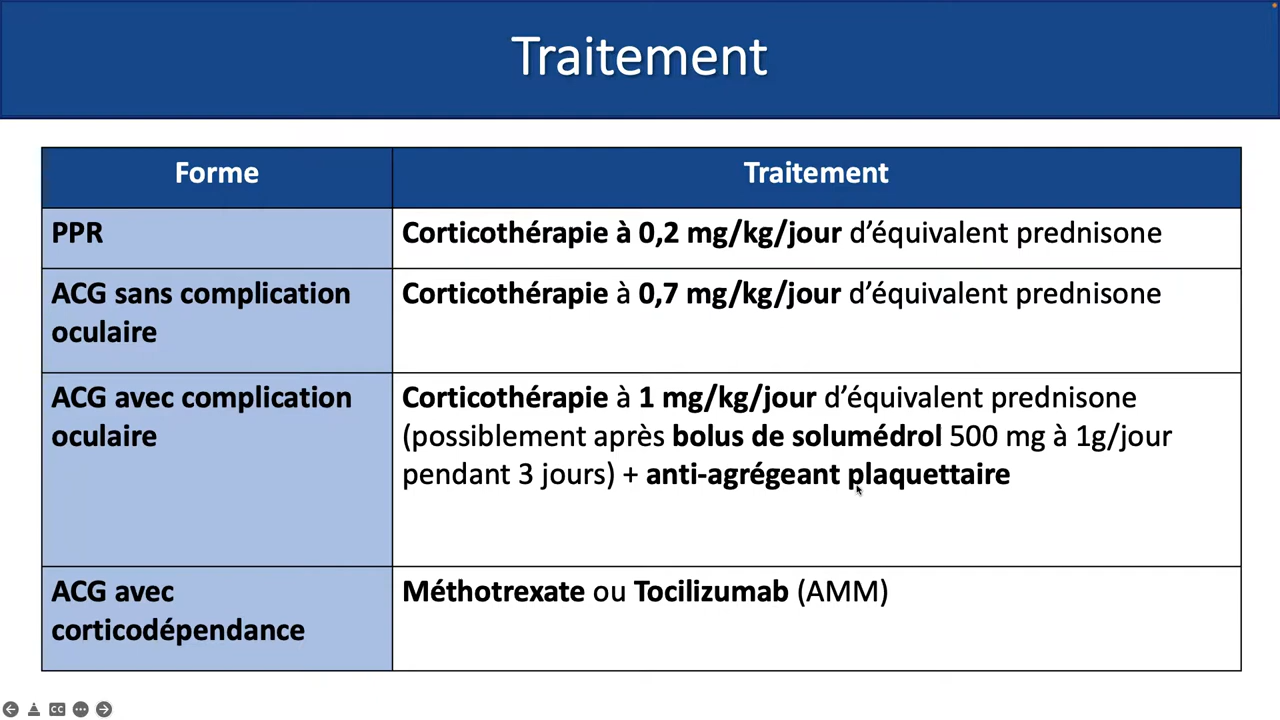 Traitement
Forme
Traitement
PPR
Corticothérapie à 0,2 mg/kg/jour d’équivalent prednisone
ACG sans complication
oculaire
Corticothérapie à 0,7 mg/kg/jour d’équivalent prednisone
ACG avec complication
oculaire
Corticothérapie à 1 mg/kg/jour d’équivalent prednisone
(possiblement après bolus de solumédrol 500 mg à 1g/jour
pendant 3 jours) + anti-agrégeant plaquettaire
ACG avec
corticodépendance
Méthotrexate ou Tocilizumab (AMM)
CC